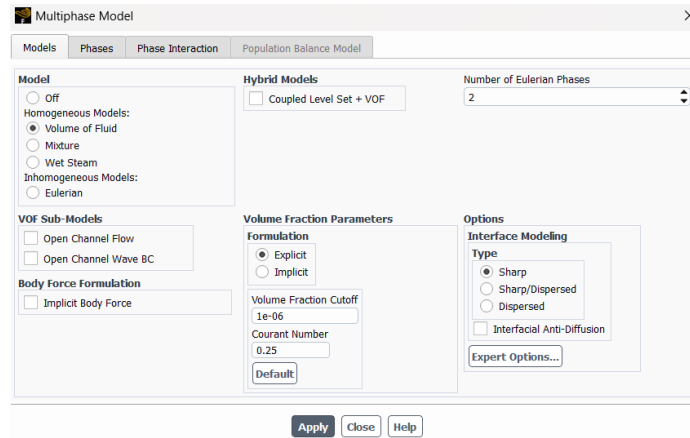 Multiphase Model
Models Phases Phase Interaction Population Balance Model
Model
Off
Homogeneous Models:
Volume of Fluid
Mixture
Wet Steam
Inhomogeneous Models:
Eulerian
Hybrid Models
Coupled Level Set + VOF
Number of Eulerian Phases
2
VOF Sub-Models
Open Channel Flow
Open Channel Wave BC
Body Force Formulation
Implicit Body Force
Volume Fraction Parameters
Formulation
Explicit
Implicit
Volume Fraction Cutoff
1e-06
Courant Number
0.25
Default
Options
Interface Modeling
Type
Sharp
Sharp/Dispersed
Dispersed
Interfacial Anti-Diffusion
Expert Options...
Apply Close Help